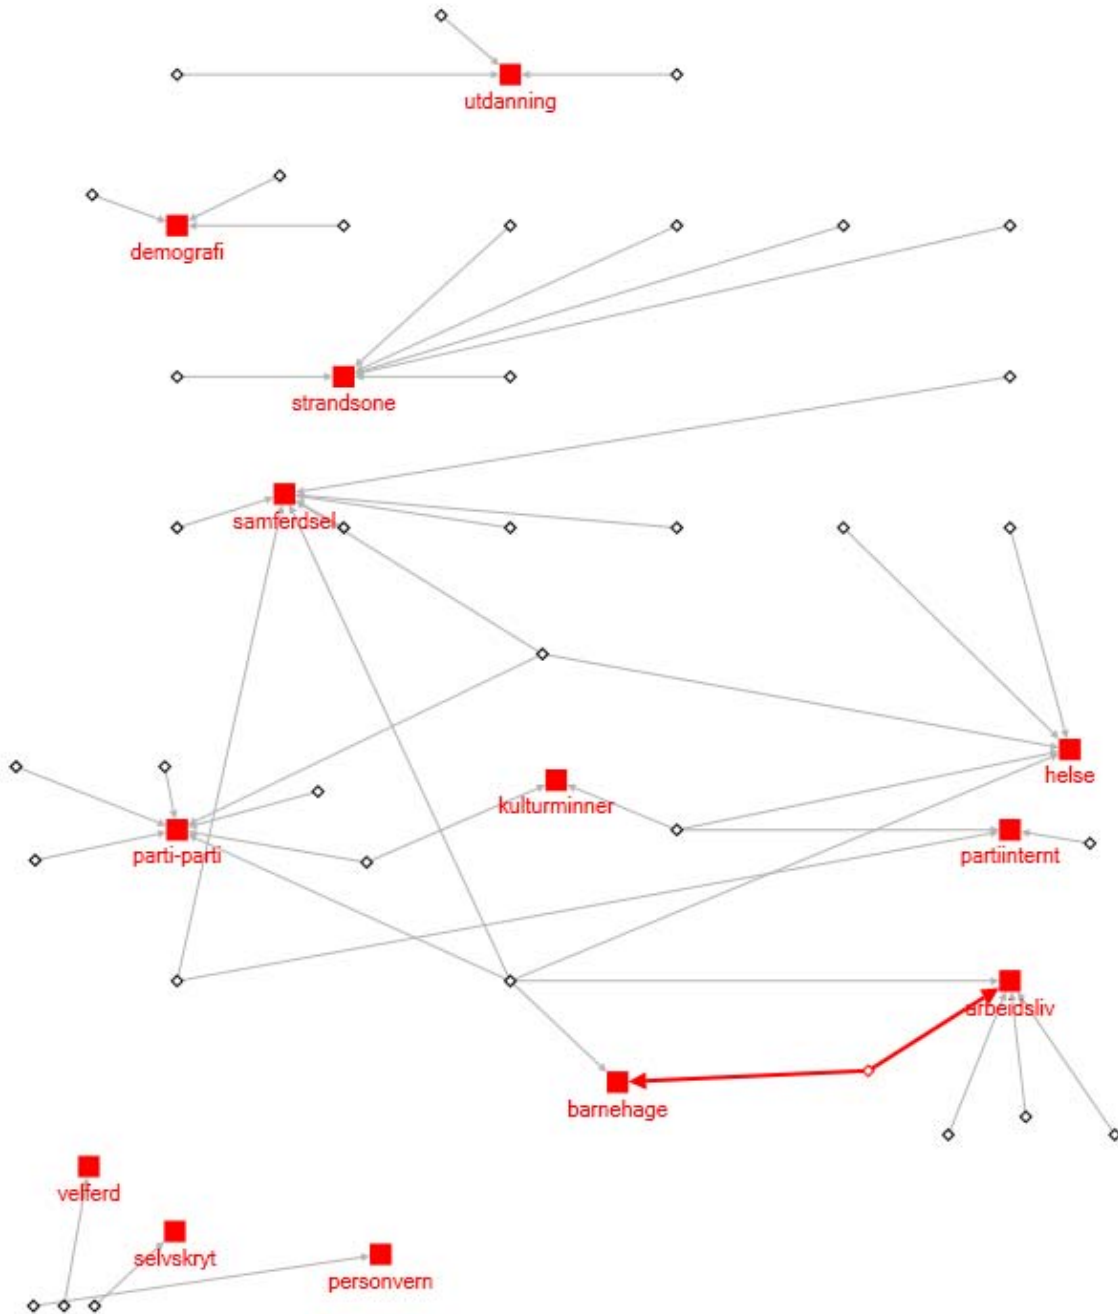 utdanning
demografi
strandsone
samferdsel
helse
kulturminner
parti-parti
partiinternt
arbeidsliv
barnehage
velferd
selvskryt
personvern